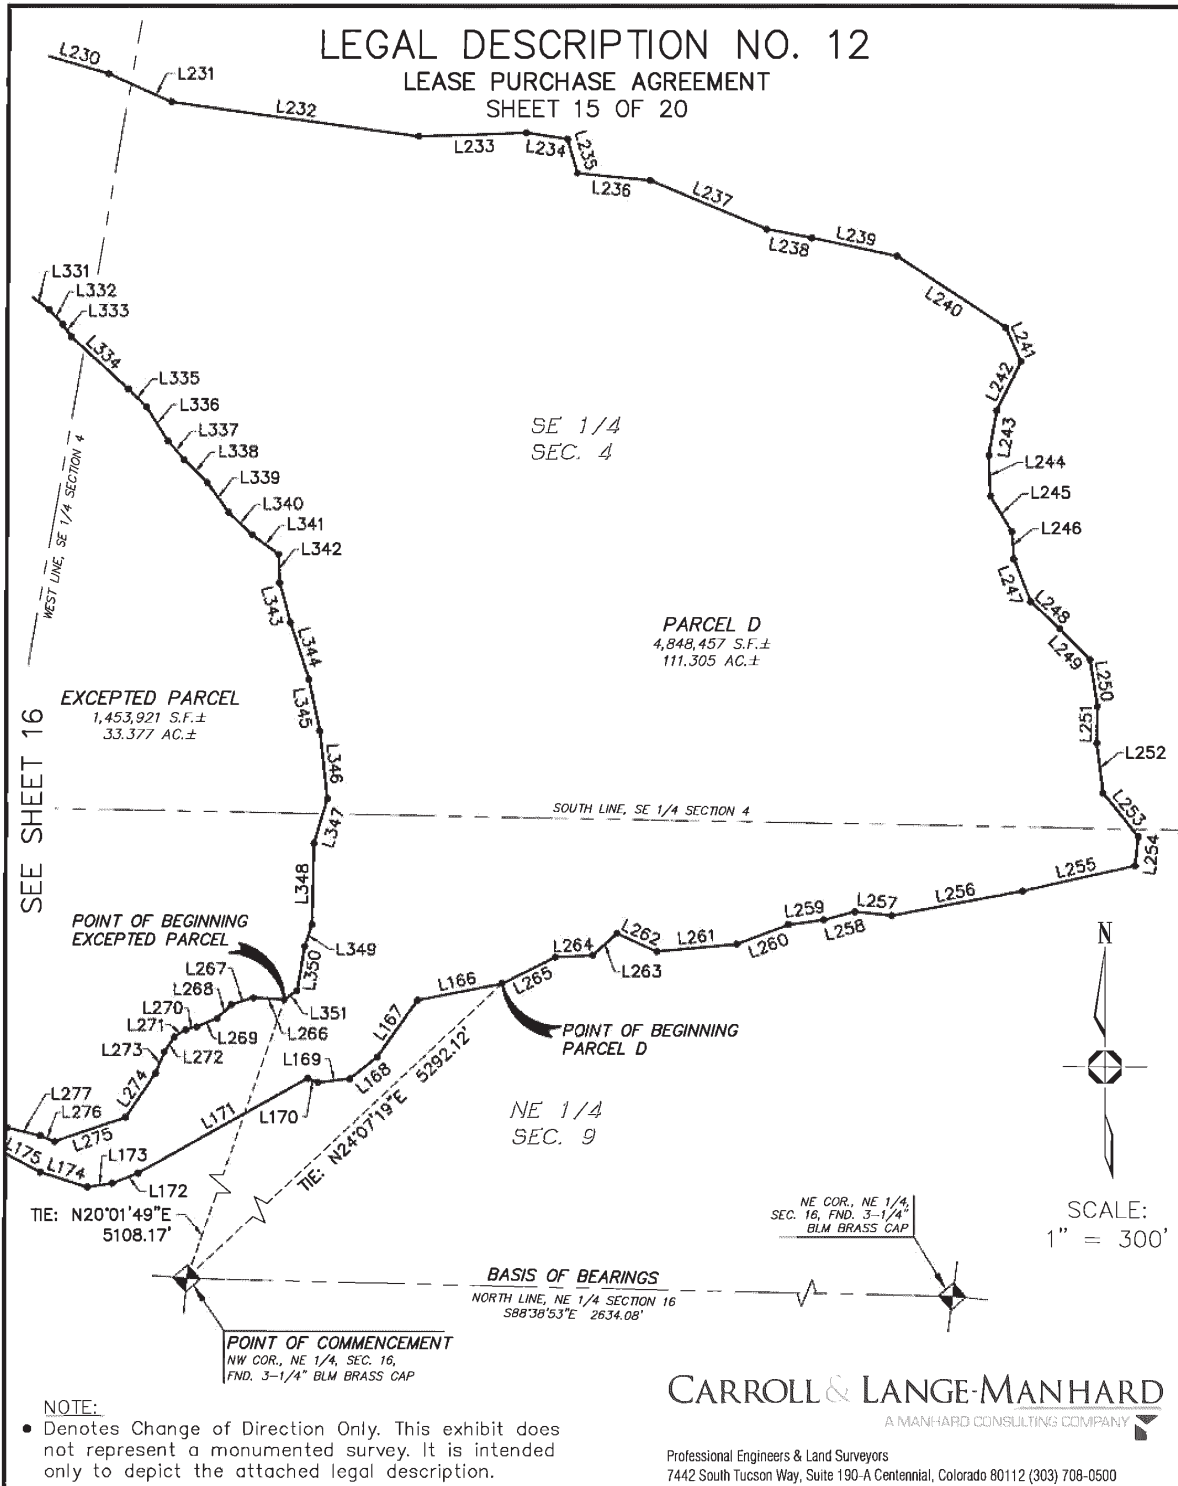 LEGAL DESCRIPTION NO. 12
LEASE PURCHASE AGREEMENT
SHEET 15 OF 20
L230
L231
L232
L233
L234
L235
L236
L237
L238
L239
L240
L241
L242
L243
L244
L245
L246
L247
L248
L249
L250
L251
L252
L253
L254
L255
L256
L257
L258
L259
L260
L261
L262
L263
L264
L265
L331
L332
L333
L334
L335
L336
L337
L338
L339
L340
L341
L342
L343
L344
L345
L346
L347
L348
L349
L350
L351
WEST LINE, SE 1/4 SECTION 4
SE 1/4
SEC. 4
PARCEL D
4,848,457 S.F.±
111.305 AC.±
EXCEPTED PARCEL
1,453,921 S.F.±
33.377 AC.±
SEE SHEET 16
SOUTH LINE, SE 1/4 SECTION 4
POINT OF BEGINNING
EXCEPTED PARCEL
L267
L268
L270
L271
L269
L266
L273
L272
L274
L277
L276
L275
L175
L174
L173
L172
L171
L170
L169
L168
L167
L166
POINT OF BEGINNING
PARCEL D
TIE: N24°07'19"E 5292.12'
NE 1/4
SEC. 9
TIE: N20°01'49"E
5108.17'
N
SCALE:
1" = 300'
NE COR., NE 1/4,
SEC. 16, FND. 3-1/4"
BLM BRASS CAP
BASIS OF BEARINGS
NORTH LINE, NE 1/4 SECTION 16
S88°38'53"E 2634.08'
POINT OF COMMENCEMENT
NW COR., NE 1/4, SEC. 16,
FND. 3-1/4" BLM BRASS CAP
NOTE:
● Denotes Change of Direction Only. This exhibit does
not represent a monumented survey. It is intended
only to depict the attached legal description.
CARROLL & LANGE-MANHARD
A MANHARD CONSULTING COMPANY
Professional Engineers & Land Surveyors
7442 South Tucson Way, Suite 190-A Centennial, Colorado 80112 (303) 708-0500